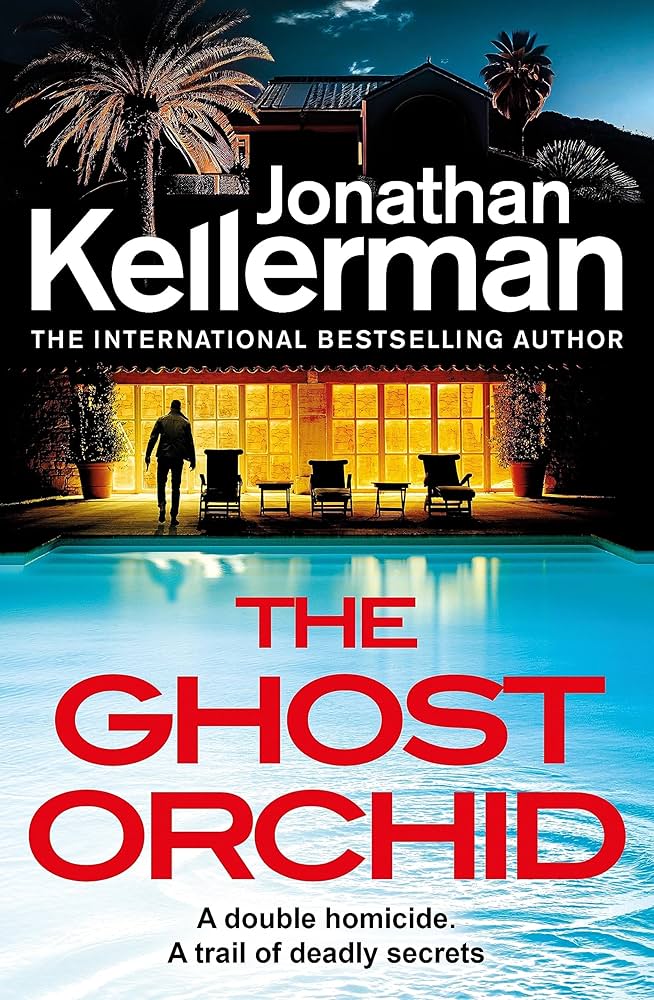 Jonathan
Kellerman
THE INTERNATIONAL BESTSELLING AUTHOR
THE
GHOST
ORCHID
A double homicide.
A trail of deadly secrets